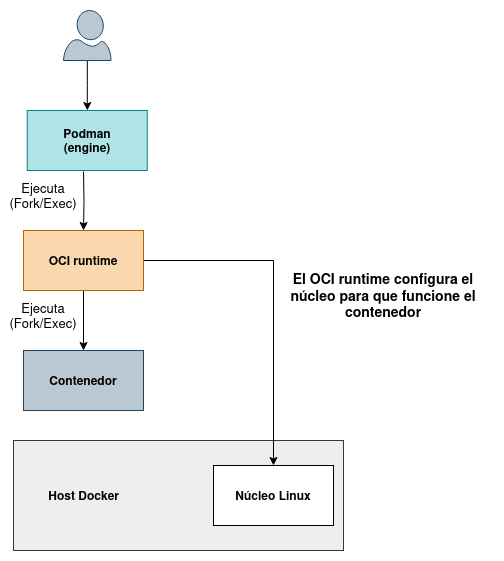 Podman
(engine)
Ejecuta
(Fork/Exec)
OCI runtime
El OCI runtime configura el
núcleo para que funcione el
contenedor
Ejecuta
(Fork/Exec)
Contenedor
Host Docker
Núcleo Linux